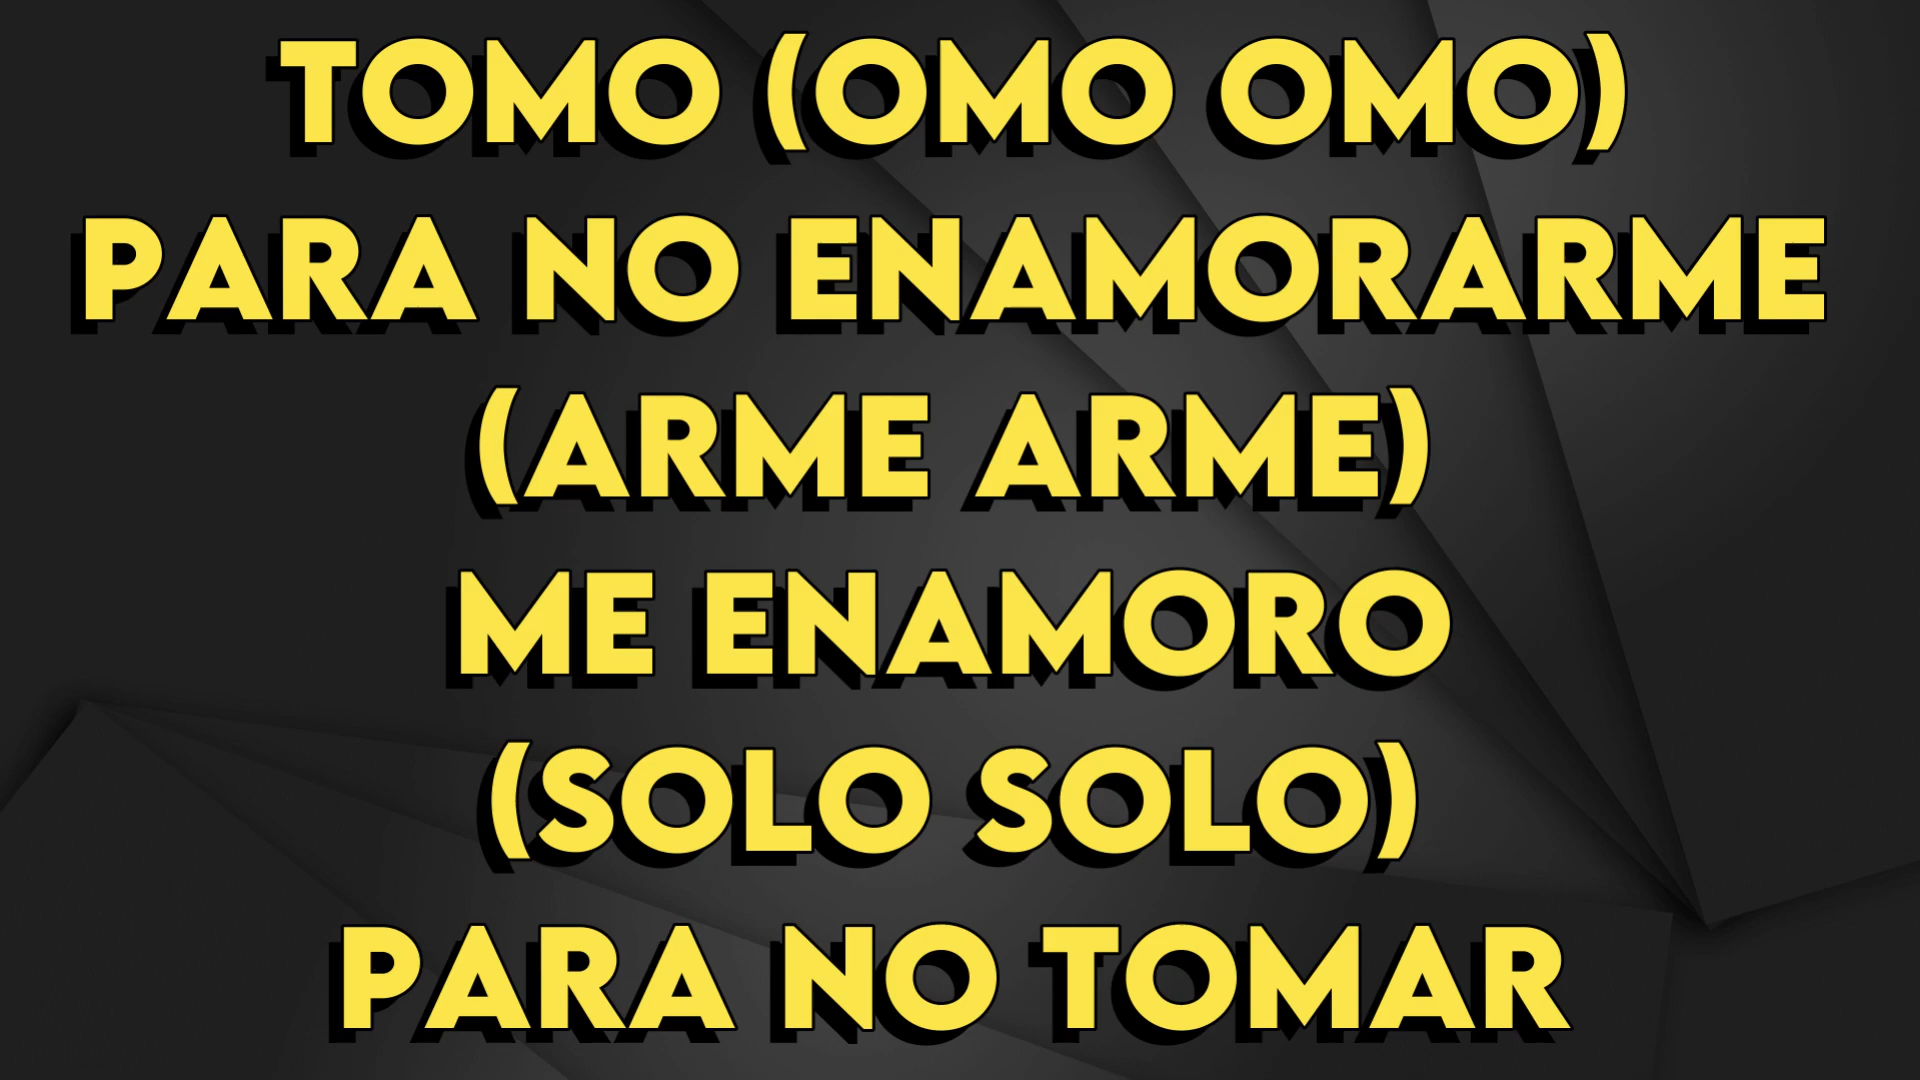 TOMO (OMO OMO)
PARA NO ENAMORARME
(ARME ARME)
ME ENAMORO
(SOLO SOLO)
PARA NO TOMAR